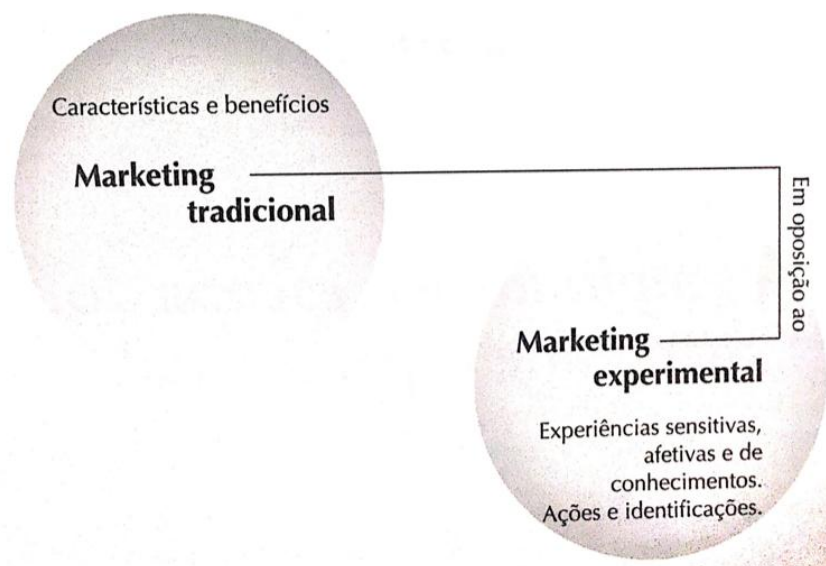 Características e benefícios
Marketing
tradicional
Em oposição ao
Marketing
experimental
Experiências sensitivas,
afetivas e de
conhecimentos.
Ações e identificações.